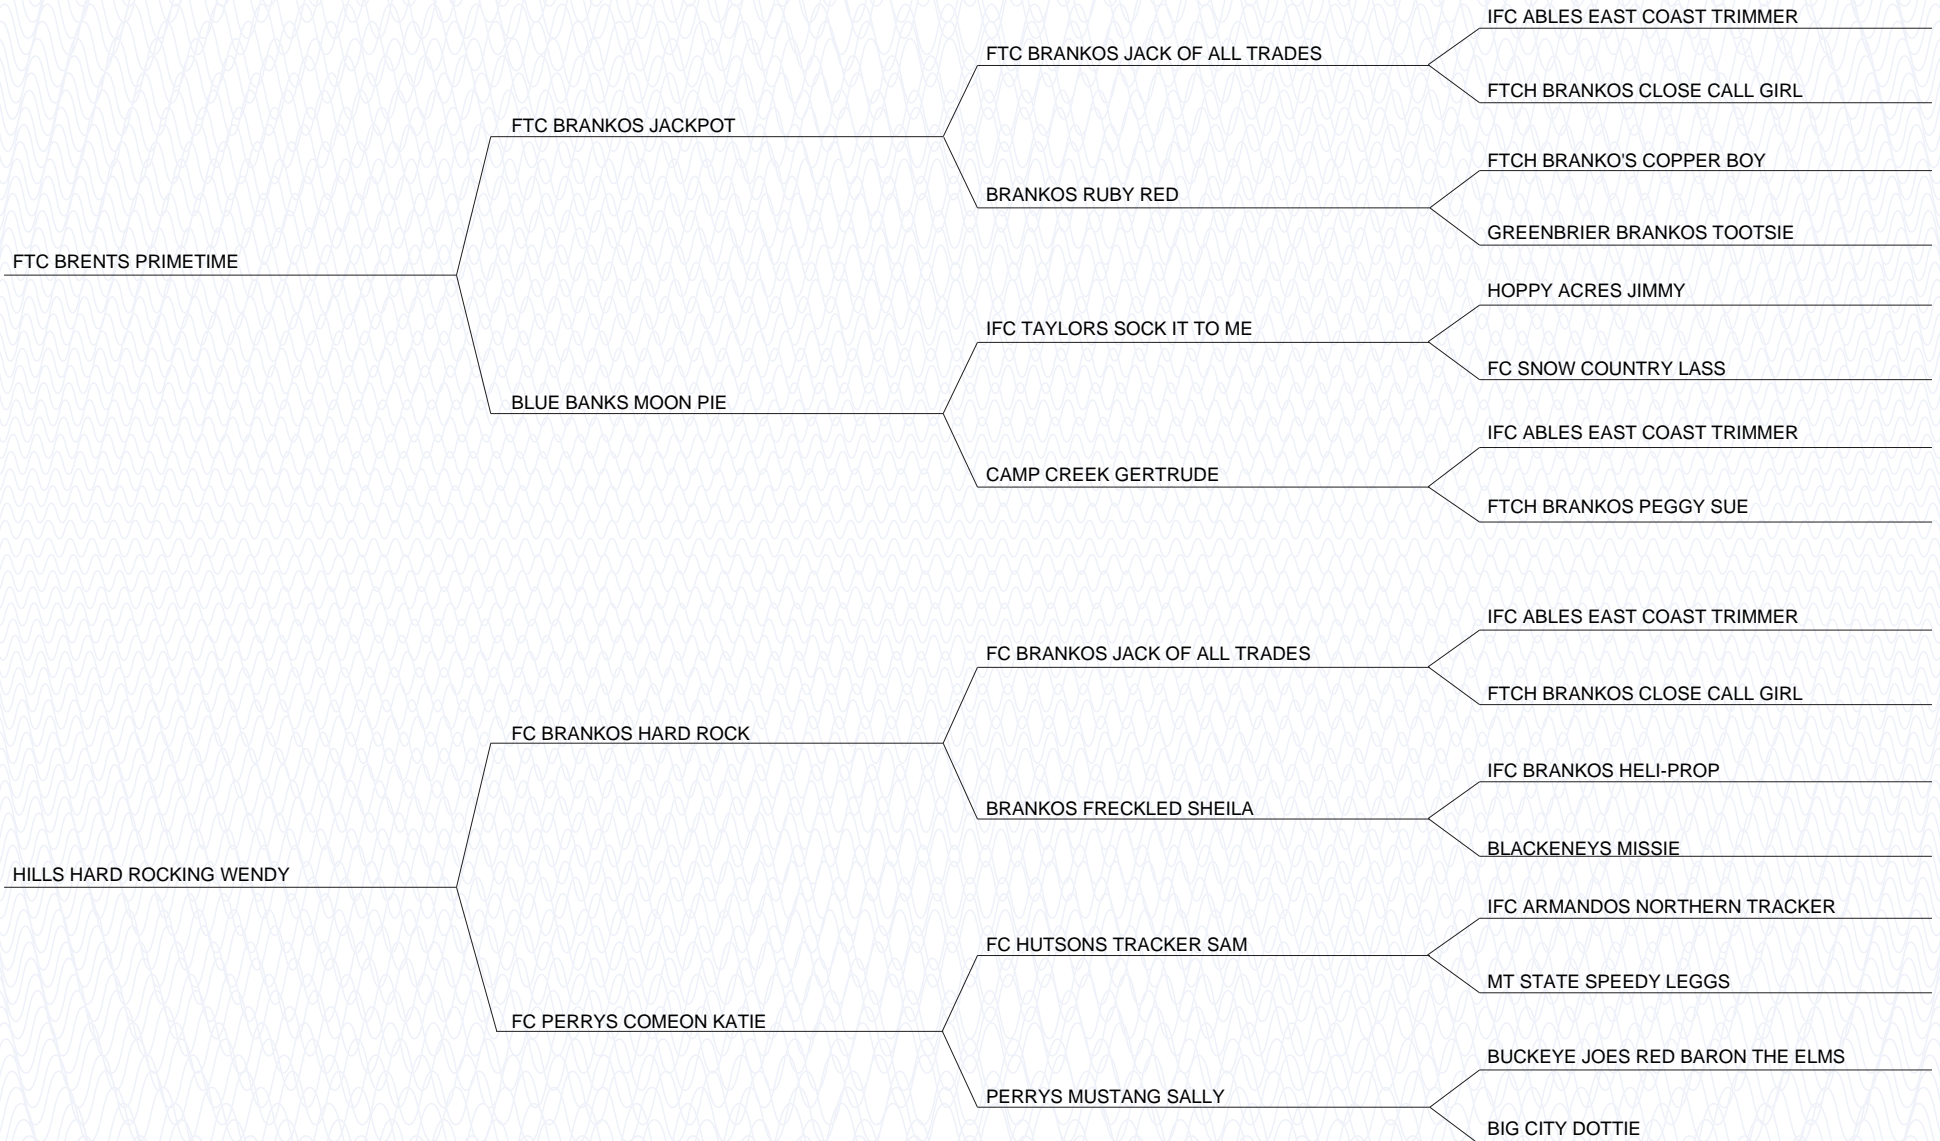 IFC ABLES EAST COAST TRIMMER
FTC BRANKOS JACK OF ALL TRADES
FTCH BRANKOS CLOSE CALL GIRL
FTC BRANKOS JACKPOT
FTCH BRANKO'S COPPER BOY
BRANKOS RUBY RED
GREENBRIER BRANKOS TOOTSIE
FTC BRENTS PRIMETIME
HOPPY ACRES JIMMY
IFC TAYLORS SOCK IT TO ME
FC SNOW COUNTRY LASS
BLUE BANKS MOON PIE
IFC ABLES EAST COAST TRIMMER
CAMP CREEK GERTRUDE
FTCH BRANKOS PEGGY SUE
IFC ABLES EAST COAST TRIMMER
FC BRANKOS JACK OF ALL TRADES
FTCH BRANKOS CLOSE CALL GIRL
FC BRANKOS HARD ROCK
IFC BRANKOS HELI-PROP
BRANKOS FRECKLED SHEILA
BLACKENEYS MISSIE
HILLS HARD ROCKING WENDY
IFC ARMANDOS NORTHERN TRACKER
FC HUTSONS TRACKER SAM
MT STATE SPEEDY LEGGS
FC PERRYS COMEON KATIE
BUCKEYE JOES RED BARON THE ELMS
PERRYS MUSTANG SALLY
BIG CITY DOTTIE